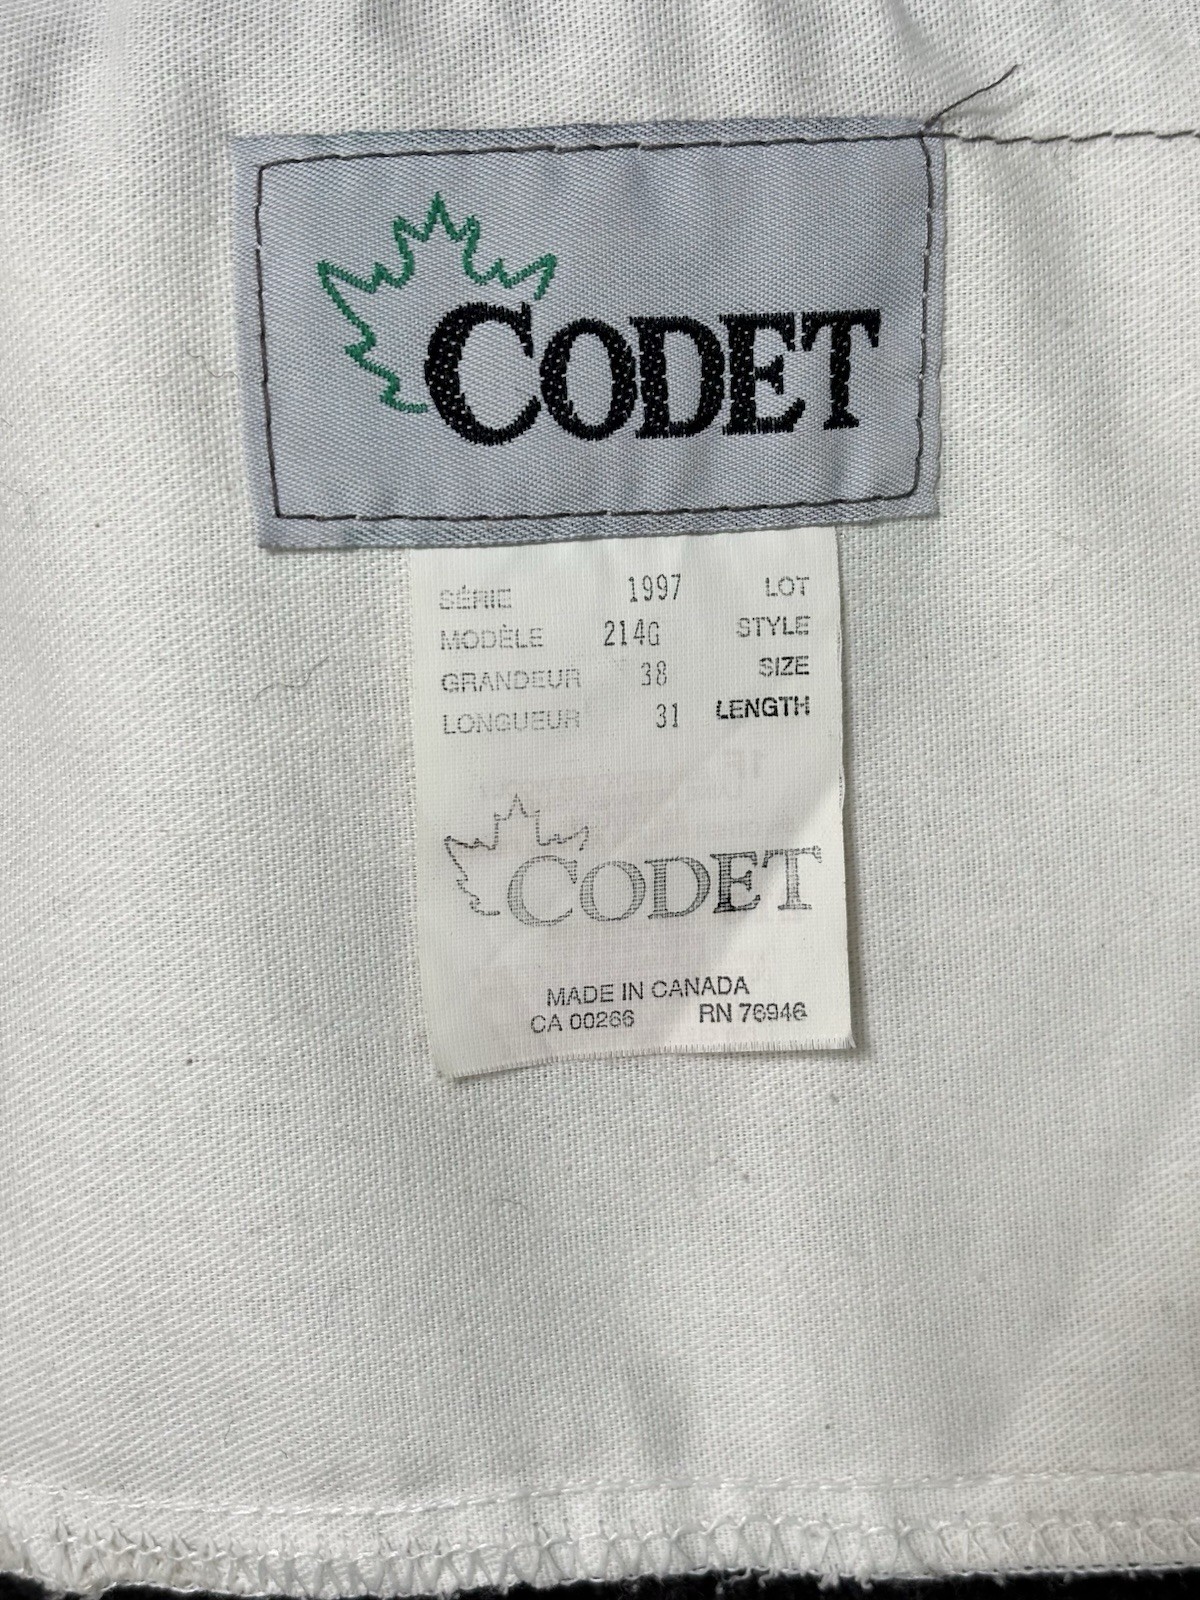 CODET
SÉRIE 1997 LOT
MODÈLE 214G STYLE
GRANDEUR 38 SIZE
LONGUEUR 31 LENGTH
CODET
MADE IN CANADA
CA 00266 RN 76946